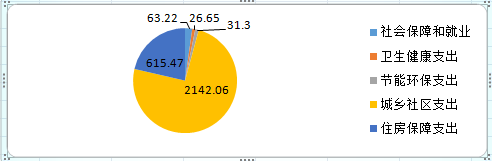 63.22
26.65
31.3
615.47
2142.06
社会保障和就业
卫生健康支出
节能环保支出
城乡社区支出
住房保障支出